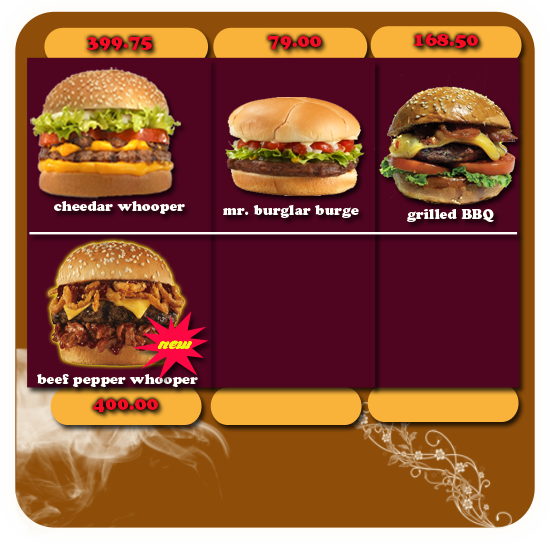 399.75
79.00
168.50
cheedar whooper
mr. burglar burge
grilled BBQ
new
beef pepper whooper
400.00